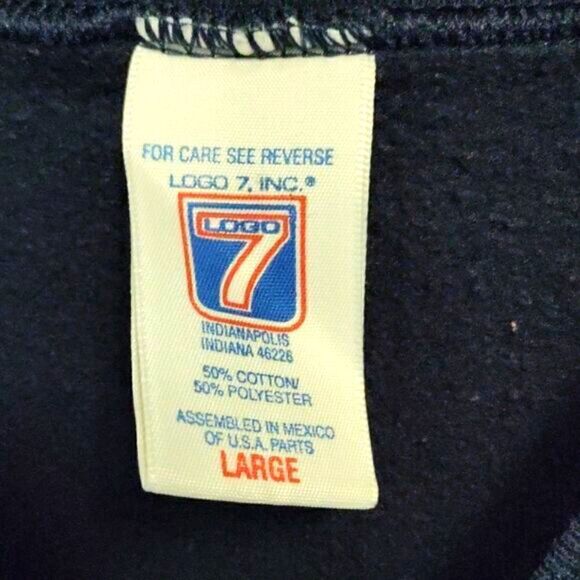 FOR CARE SEE REVERSE
LOGO 7, INC.®
LOGO
7
INDIANAPOLIS
INDIANA 46226
50% COTTON/
50% POLYESTER
ASSEMBLED IN MEXICO
OF U.S.A. PARTS
LARGE